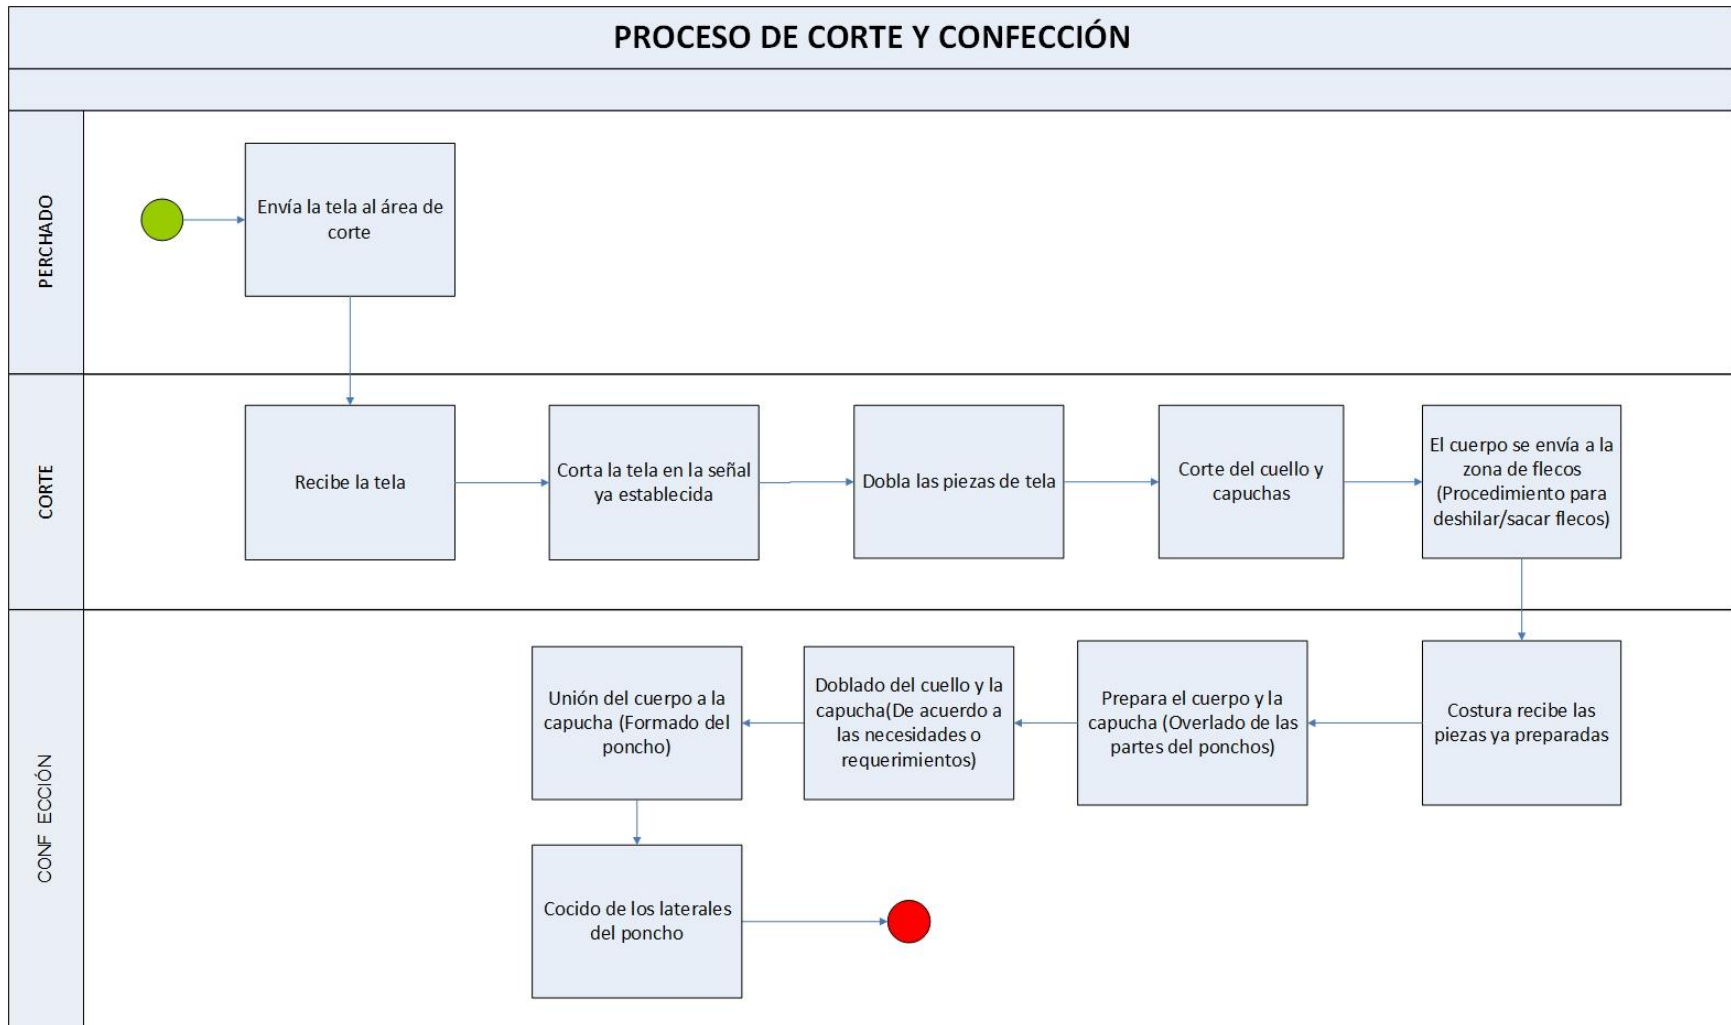 PROCESO DE CORTE Y CONFECCIÓN
PERCHADO
Envía la tela al área de
corte
CORTE
Recibe la tela
Corta la tela en la señal
ya establecida
Dobla las piezas de tela
Corte del cuello y
capuchas
El cuerpo se envía a la
zona de flecos
(Procedimiento para
deshilar/sacar flecos)
CONF ECCIÓN
Costura recibe las
piezas ya preparadas
Prepara el cuerpo y la
capucha (Overlado de las
partes del ponchos)
Doblado del cuello y la
capucha(De acuerdo a
las necesidades o
requerimientos)
Unión del cuerpo a la
capucha (Formado del
poncho)
Cocido de los laterales
del poncho